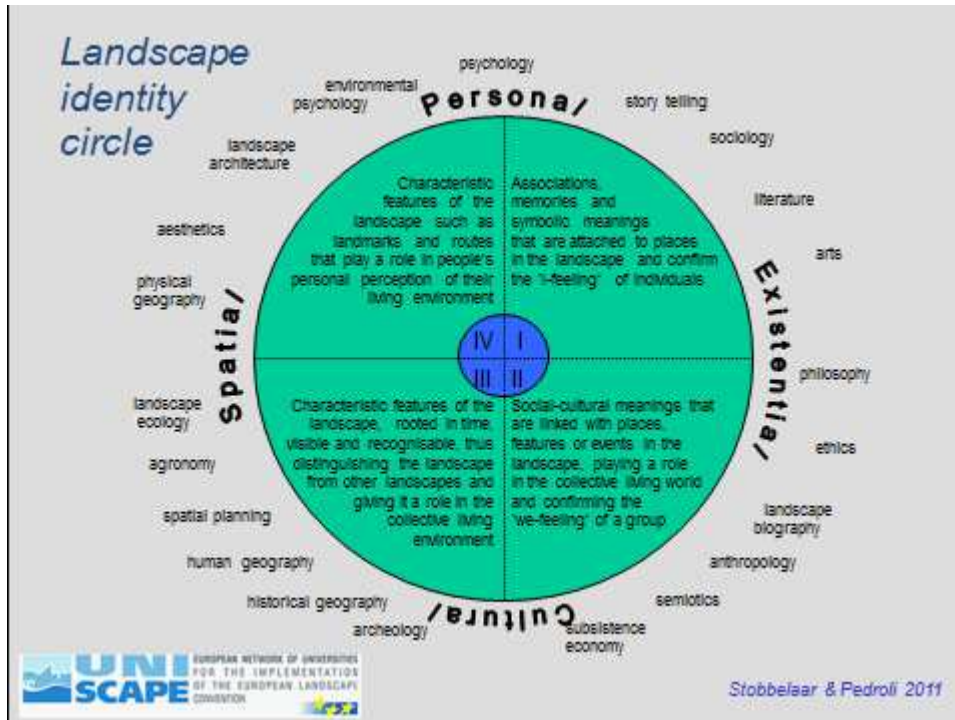 Landscape
identity
circle
psychology
environmental
psychology
Personal
story telling
sociology
landscape
architecture
literature
aesthetics
arts
physical
geography
Spatial
Existential
Characteristic
features of the
landscape such as
landmarks and routes
that play a role in people's
personal perception of their
living environment
Associations,
memories and
symbolic meanings
that are attached to places
in the landscape and confirm
the 'I-feeling' of individuals
IV I
III II
Characteristic features of the
landscape, rooted in time,
visible and recognisable, thus
distinguishing the landscape
from other landscapes and
giving it a role in the
collective living
environment
Social-cultural meanings that
are linked with places,
features or events in the
landscape, playing a role
in the collective living world
and confirming the
'we-feeling' of a group
philosophy
landscape
ecology
ethics
agronomy
spatial planning
landscape
biography
human geography
anthropology
historical geography
semiotics
archeology
Cultural
subsistence
economy
UNI
SCAPE
EUROPEAN NETWORK OF UNIVERSITIES
FOR THE IMPLEMENTATION
OF THE EUROPEAN LANDSCAPE
CONVENTION
Stobbelaar & Pedroli 2011